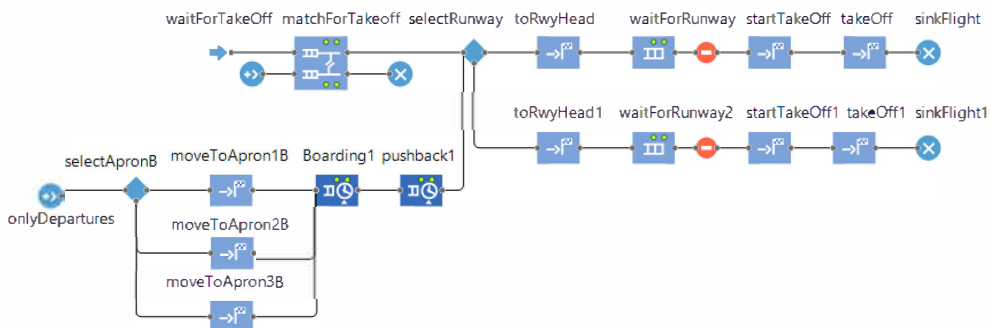 waitForTakeOff matchForTakeoff selectRunway toRwyHead waitForRunway startTakeOff takeOff sinkFlight
toRwyHead1 waitForRunway2 startTakeOff1 takeOff1 sinkFlight1
selectApronB moveToApron1B Boarding1 pushback1
onlyDepartures
moveToApron2B
moveToApron3B